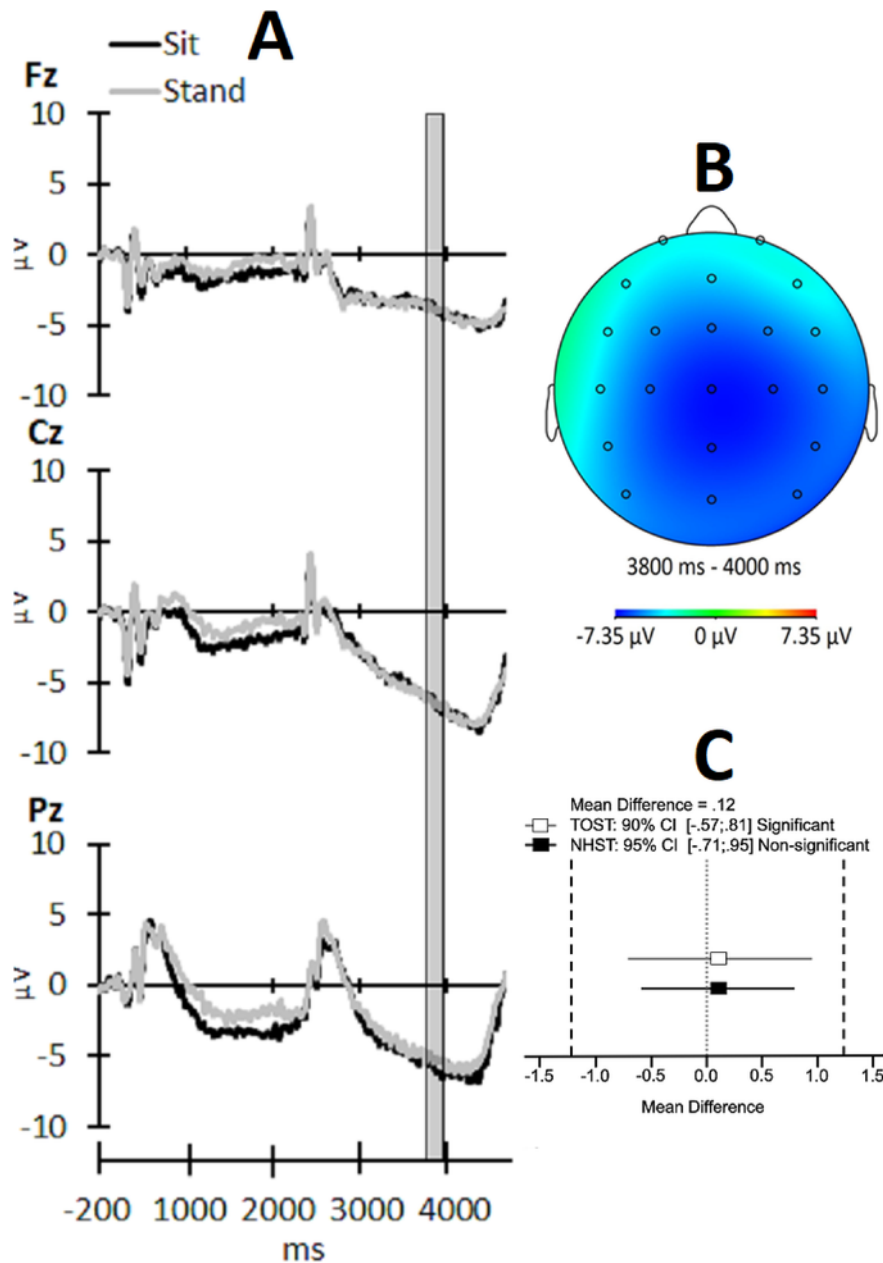 A
Sit
Stand
Fz
10
5
0
-5
-10
μV
Cz
10
5
0
-5
-10
μV
Pz
10
5
0
-5
-10
μV
-200 1000 2000 3000 4000
ms
B
3800 ms - 4000 ms
-7.35 μV 0 μV 7.35 μV
C
Mean Difference = .12
TOST: 90% CI [-.57;.81] Significant
NHST: 95% CI [-.71;.95] Non-significant
-1.5 -1.0 -0.5 0.0 0.5 1.0 1.5
Mean Difference